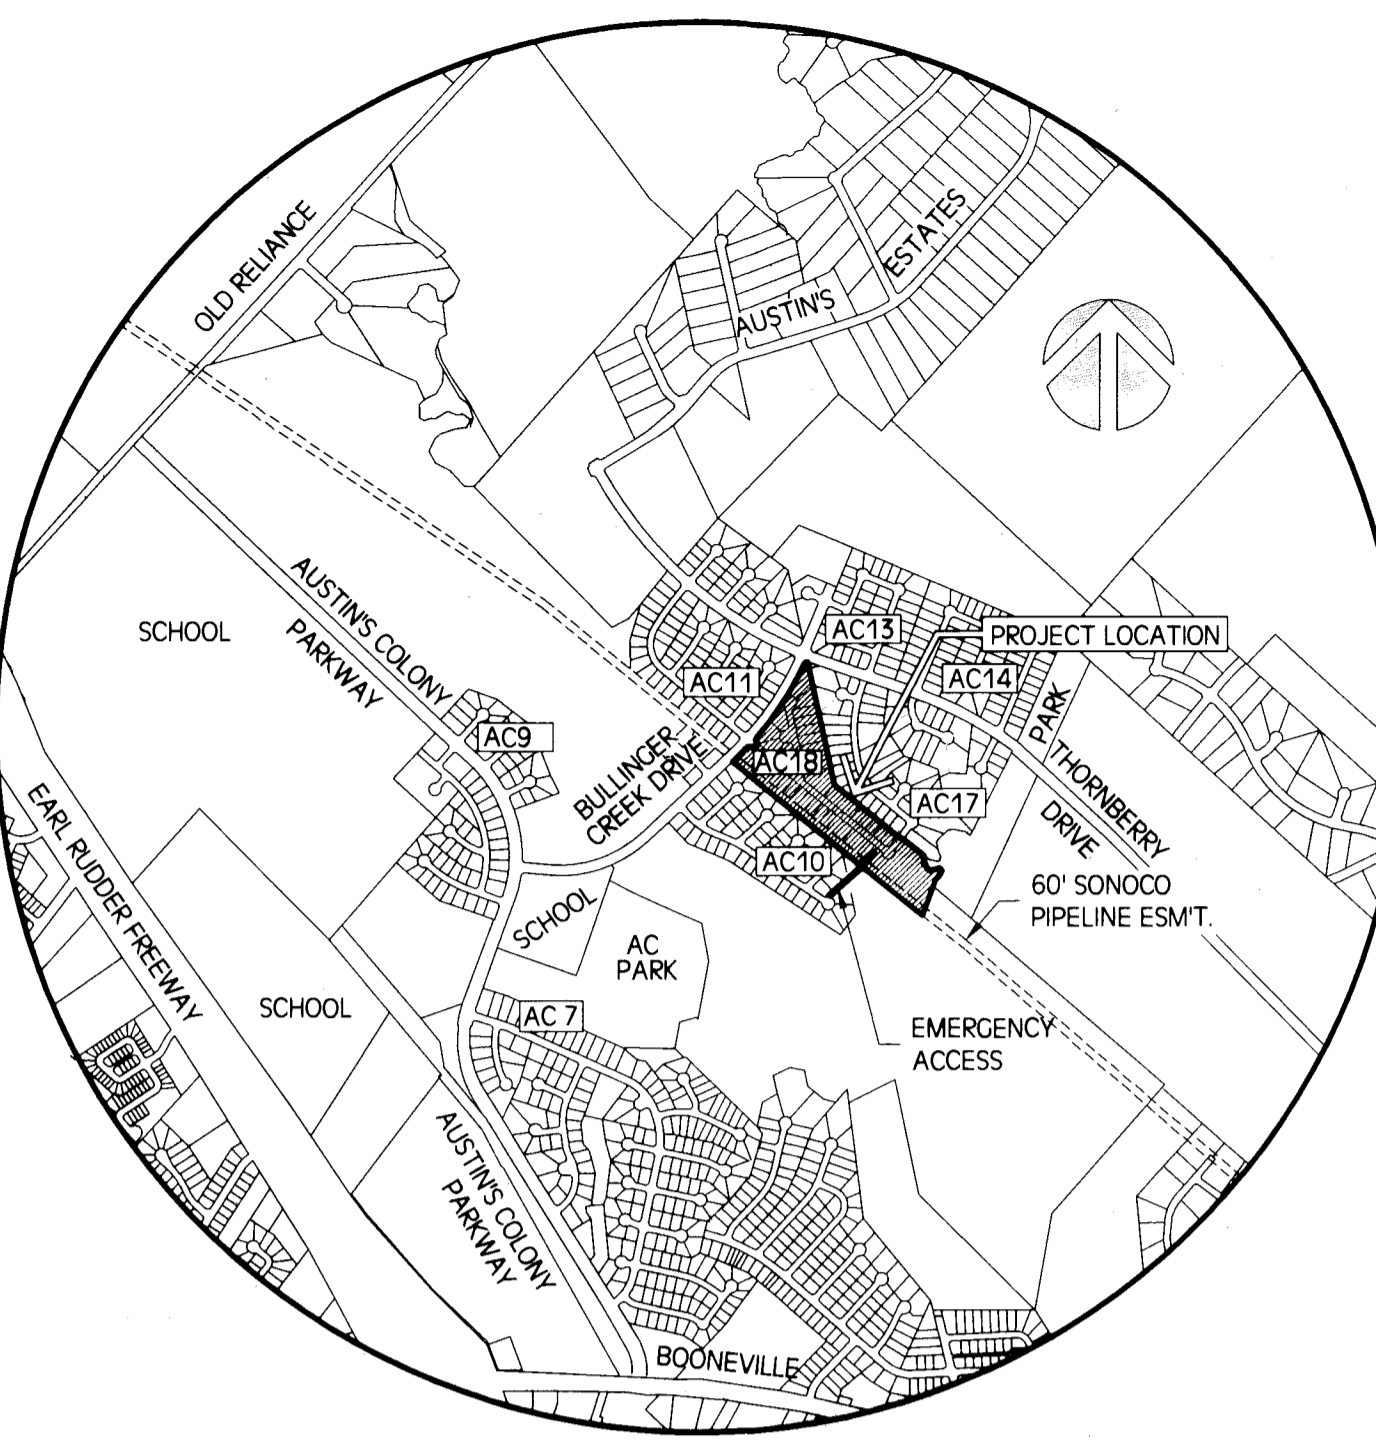 OLD RELIANCE
ESTATES
AUSTIN'S
AUSTIN'S COLONY
PARKWAY
SCHOOL
AC13
PROJECT LOCATION
AC11
AC14
PARK
AC9
BULLINGER
CREEK DRIVE
AC18
THORNBERRY
DRIVE
AC17
EARL RUDDER FREEWAY
AC10
60' SONOCO
PIPELINE ESM'T.
SCHOOL
AC
PARK
SCHOOL
AC 7
EMERGENCY
ACCESS
AUSTIN'S COLONY
PARKWAY
BOONEVILLE